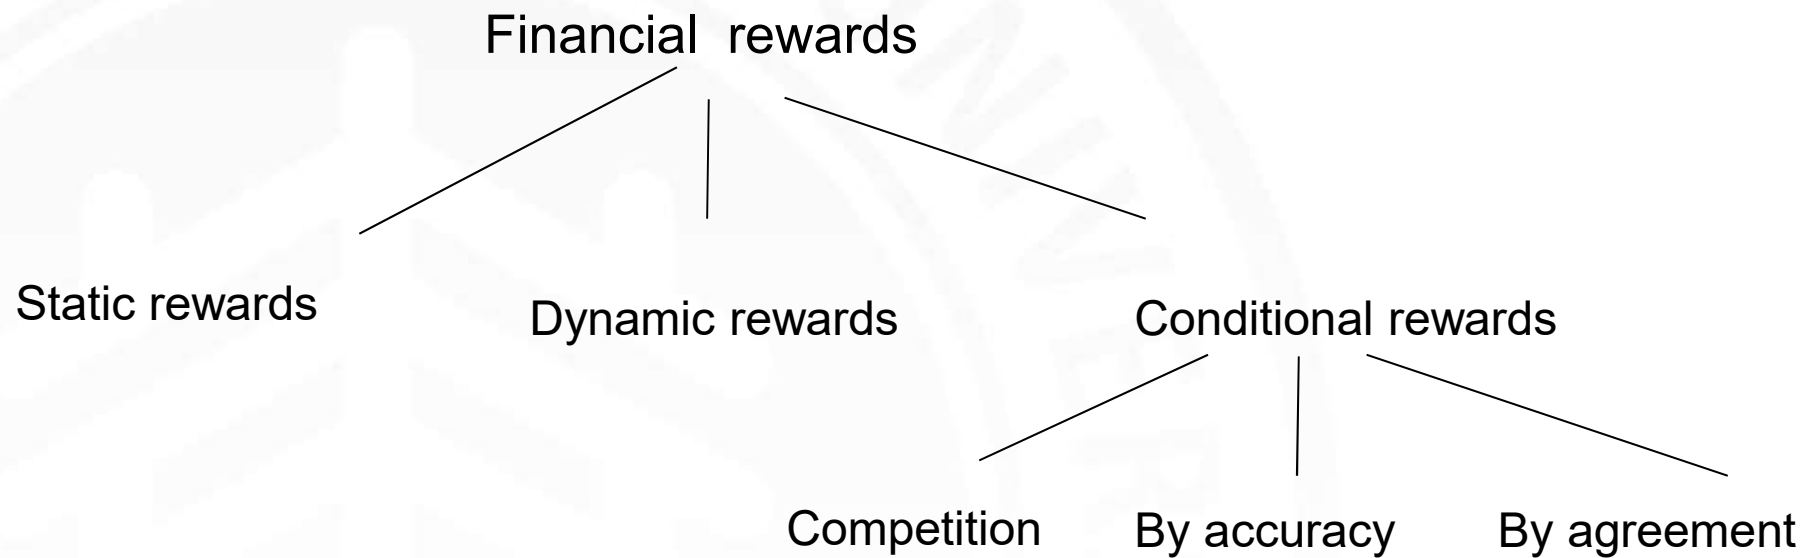 Financial rewards
Static rewards
Dynamic rewards
Conditional rewards
Competition
By accuracy
By agreement